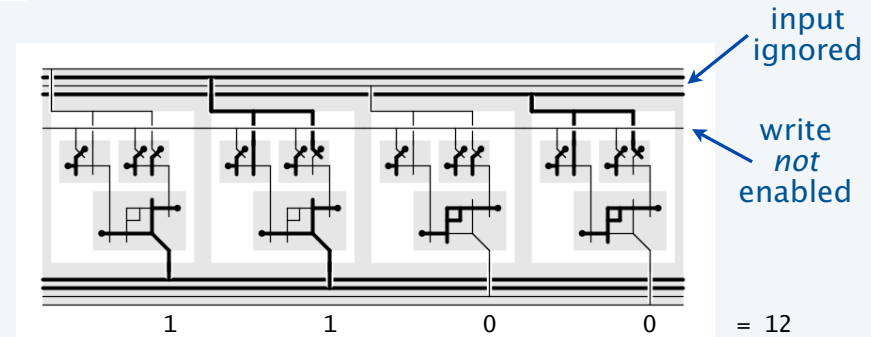 input
ignored
write
not
enabled
1 1 0 0 = 12